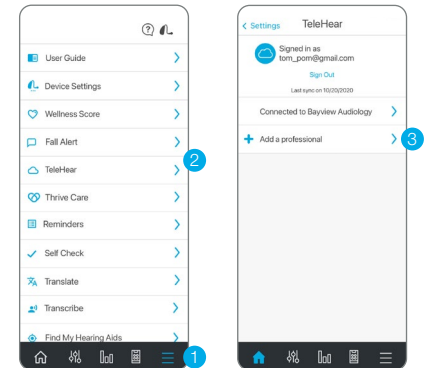 ?
User Guide
Device Settings
Wellness Score
Fall Alert
2
TeleHear
Thrive Care
Reminders
Self Check
Translate
Transcribe
Find My Hearing Aids
1
Settings
TeleHear
Signed in as
tom_pom@gmail.com
Sign Out
Last sync on 10/20/2020
Connected to Bayview Audiology
Add a professional
3